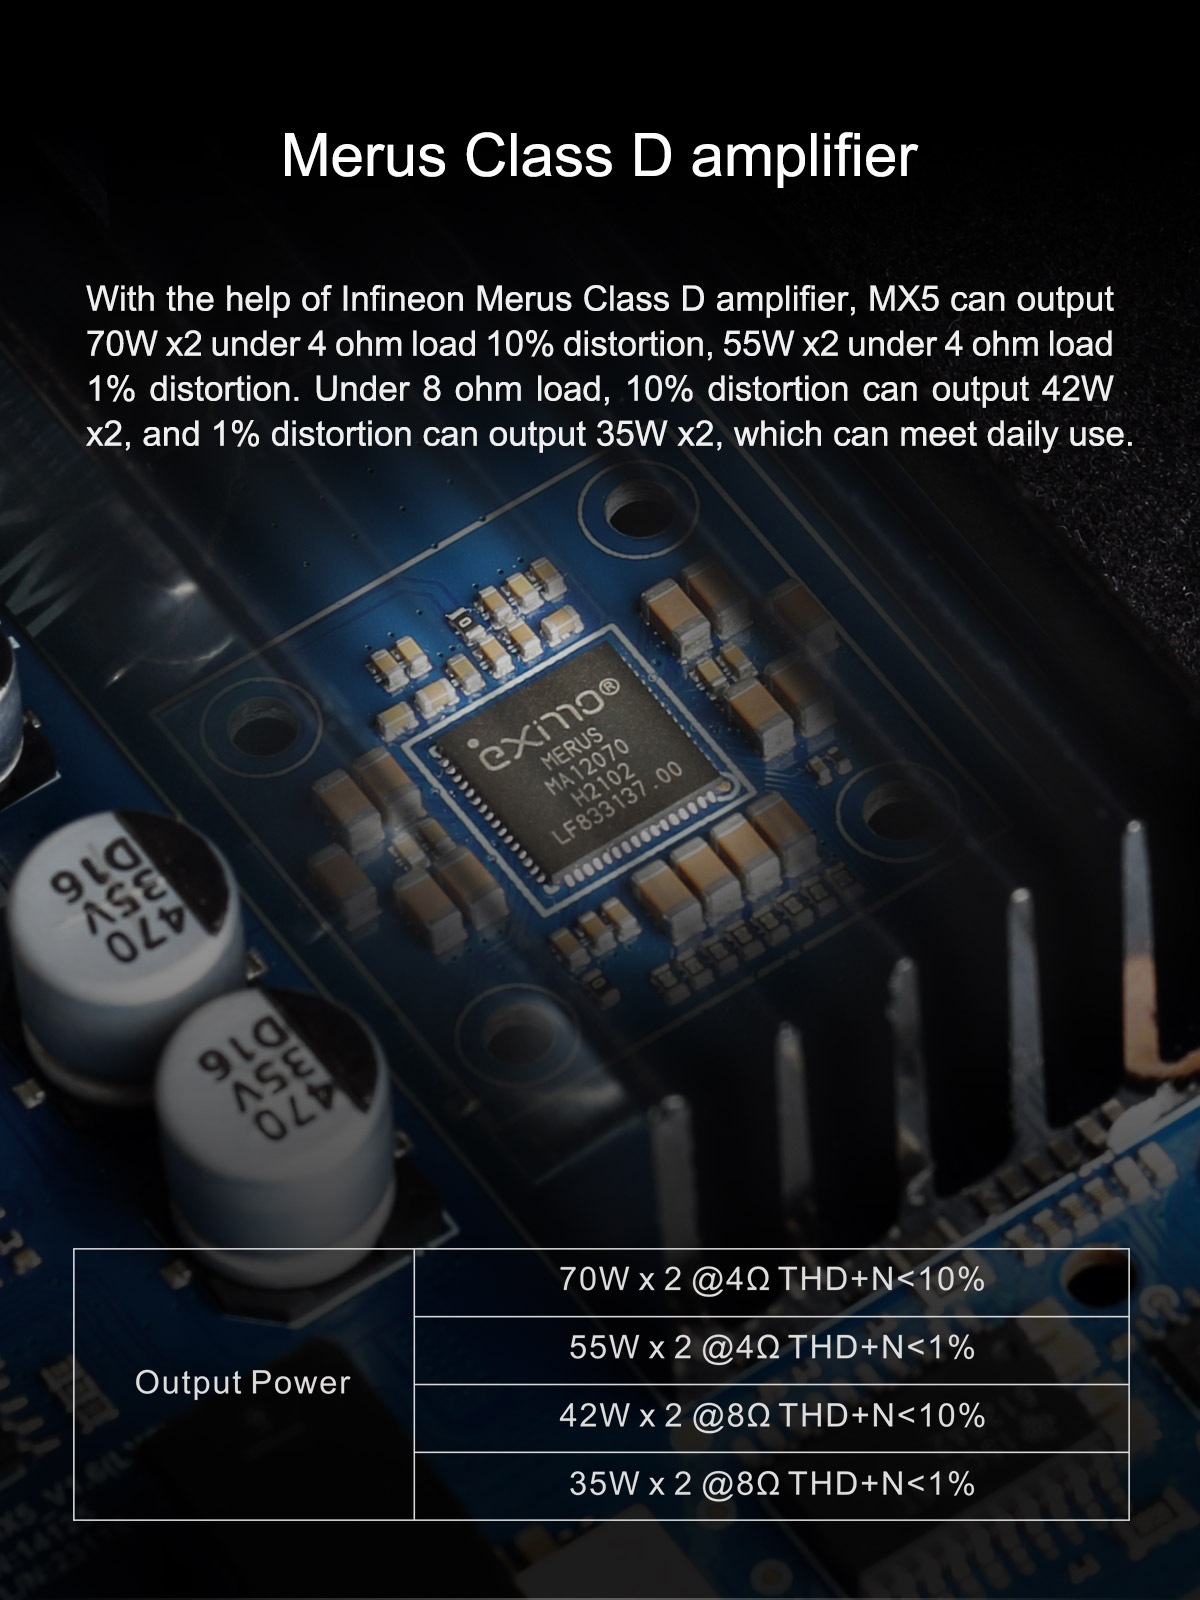 Merus Class D amplifier
With the help of Infineon Merus Class D amplifier, MX5 can output
70W x2 under 4 ohm load 10% distortion, 55W x2 under 4 ohm load
1% distortion. Under 8 ohm load, 10% distortion can output 42W
x2, and 1% distortion can output 35W x2, which can meet daily use.
0
eximo®
MERUS
MA12070
H2102
LF833137.00
470
35V
D16
470
35V
D16
0
Output Power
70W x 2 @4Ω THD+N<10%
55W x 2 @4Ω THD+N<1%
42W x 2 @8Ω THD+N<10%
35W x 2 @8Ω THD+N<1%